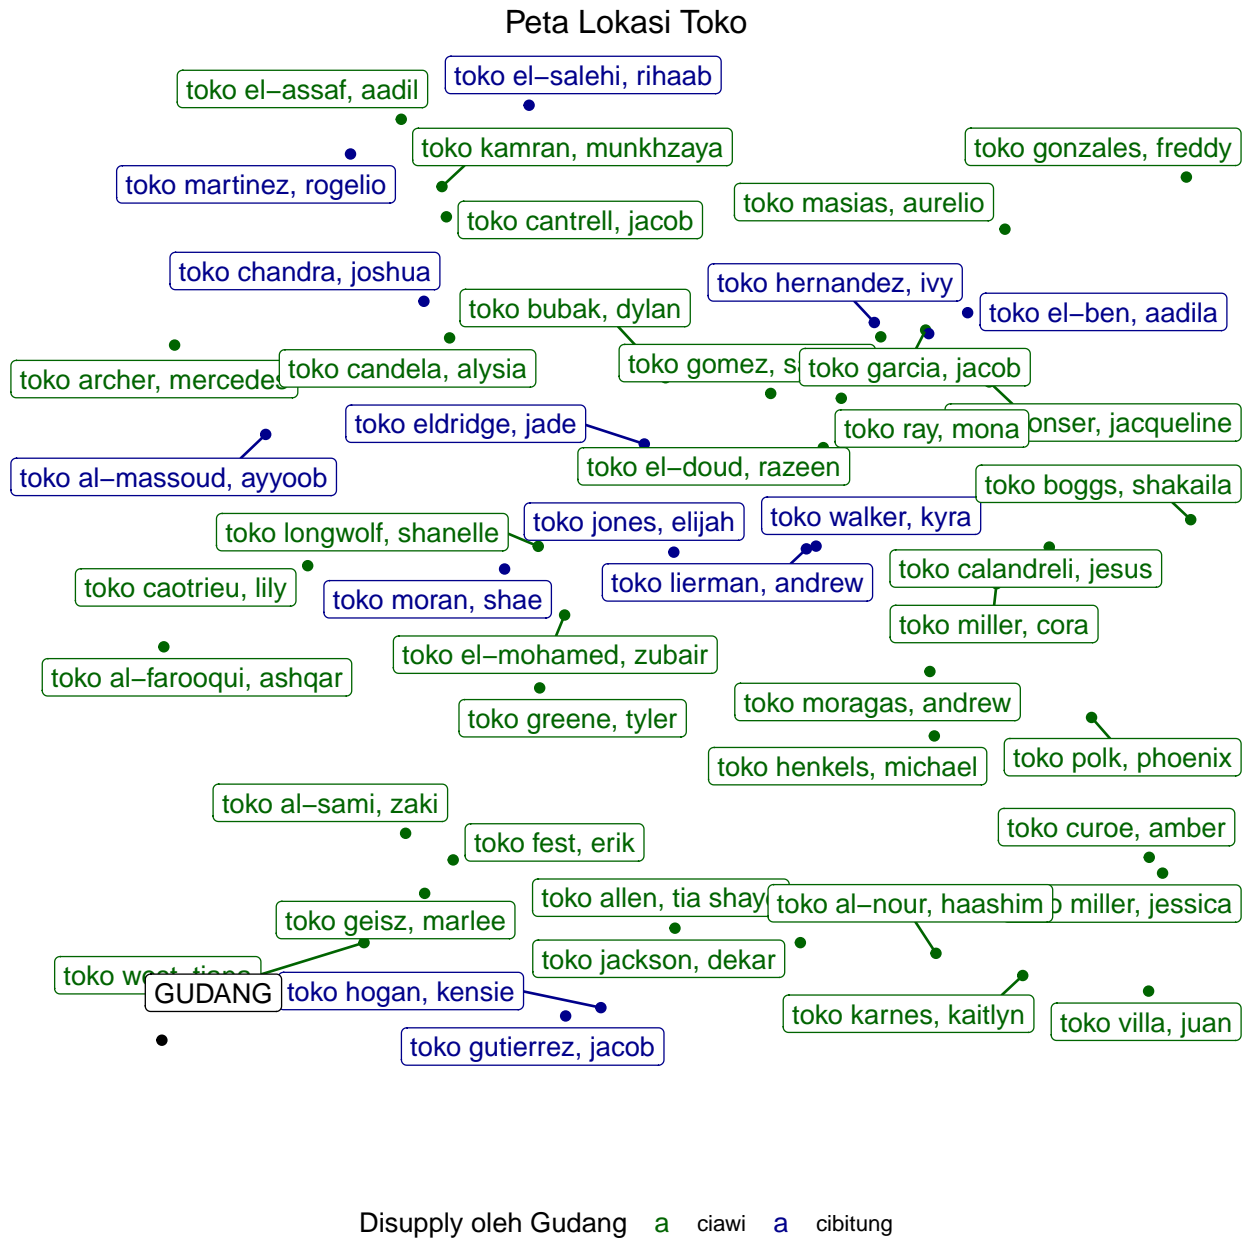 Peta Lokasi Toko
toko el−salehi, rihaab
toko el−assaf, aadil
toko kamran, munkhzaya
toko gonzales, freddy
toko martinez, rogelio
toko masias, aurelio
toko cantrell, jacob
toko chandra, joshua
toko hernandez, ivy
toko bubak, dylan
toko el−ben, aadila
toko gomez,
toko garcia, jacob
toko candela, alysia
toko archer, mercedes
toko eldridge, jade
toko ray, mona
jacqueline
toko el−doud, razeen
toko al−massoud, ayyoob
toko boggs, shakaila
toko jones, elijah
toko walker, kyra
toko longwolf, shanelle
toko calandreli, jesus
toko lierman, andrew
toko caotrieu, lily
toko moran, shae
toko miller, cora
toko el−mohamed, zubair
toko al−farooqui, ashqar
toko moragas, andrew
toko greene, tyler
toko polk, phoenix
toko henkels, michael
toko al−sami, zaki
toko curoe, amber
toko fest, erik
toko allen, tia
toko al−nour, haashim
miller, jessica
toko geisz, marlee
toko jackson, dekar
toko
GUDANG
toko hogan, kensie
toko karnes, kaitlyn
toko villa, juan
toko gutierrez, jacob
Disupply oleh Gudang a ciawi a cibitung